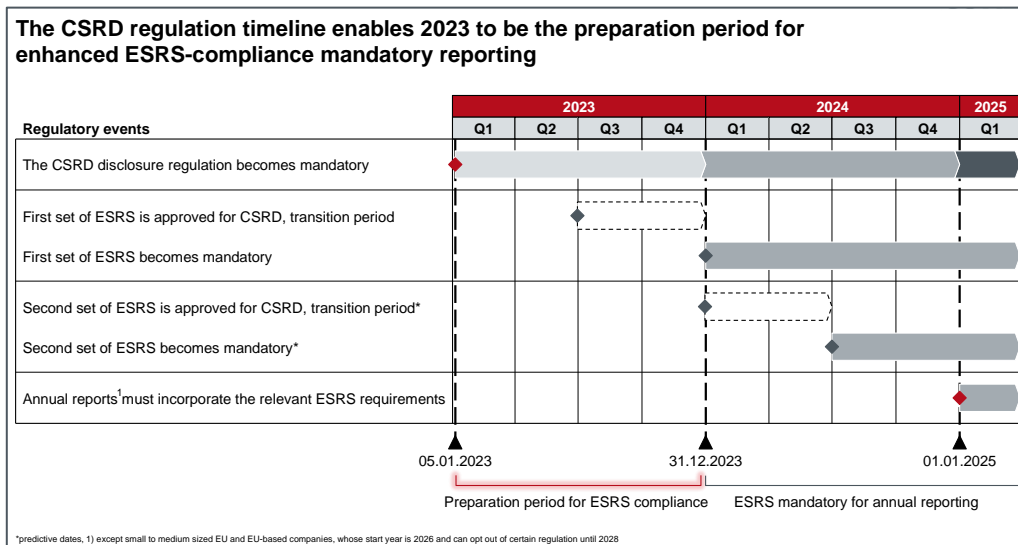 The CSRD regulation timeline enables 2023 to be the preparation period for
enhanced ESRS-compliance mandatory reporting
2023 2024 2025
Regulatory events Q1 Q2 Q3 Q4 Q1 Q2 Q3 Q4 Q1
The CSRD disclosure regulation becomes mandatory
First set of ESRS is approved for CSRD, transition period
First set of ESRS becomes mandatory
Second set of ESRS is approved for CSRD, transition period*
Second set of ESRS becomes mandatory*
Annual reports¹must incorporate the relevant ESRS requirements
05.01.2023 31.12.2023 01.01.2025
Preparation period for ESRS compliance ESRS mandatory for annual reporting
*predictive dates, 1) except small to medium sized EU and EU-based companies, whose start year is 2026 and can opt out of certain regulation until 2028